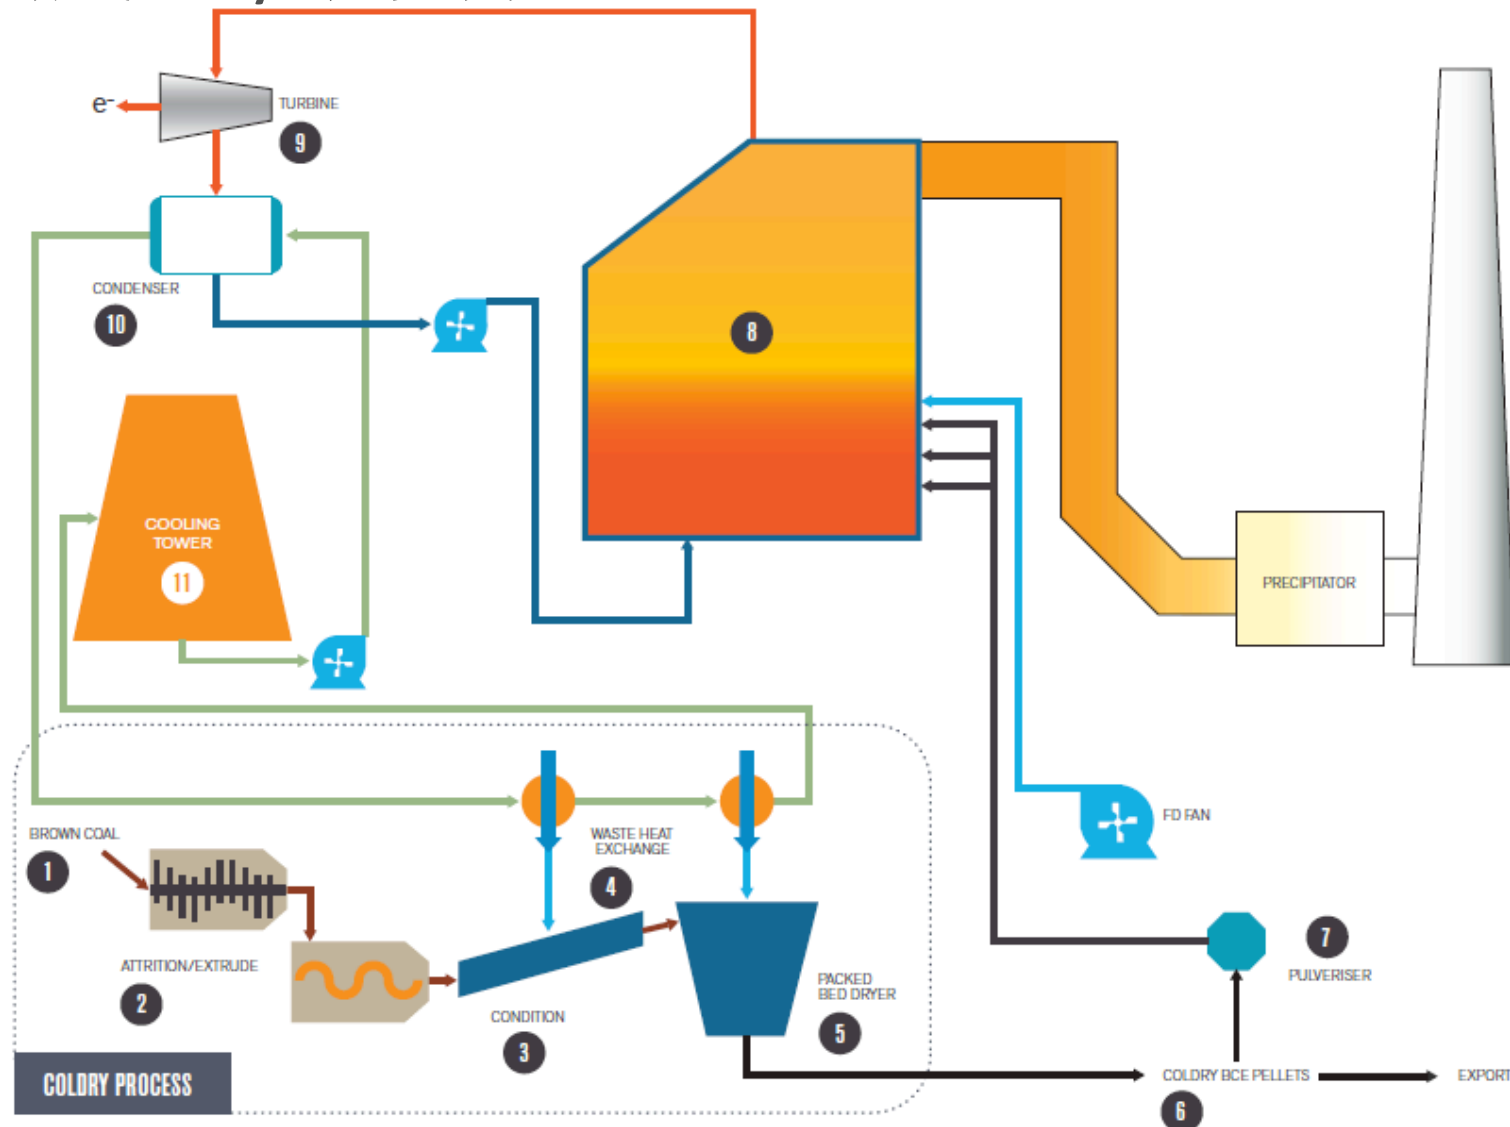 e-
TURBINE
9
CONDENSER
10
8
COOLING
TOWER
11
PRECIPITATOR
FD FAN
BROWN COAL
1
WASTE HEAT
EXCHANGE
4
ATTRITION/EXTRUDE
2
CONDITION
3
PACKED
BED DRYER
5
7
PULVERISER
COLDRY PROCESS
COLDRY BCE PELLETS
6
EXPORT